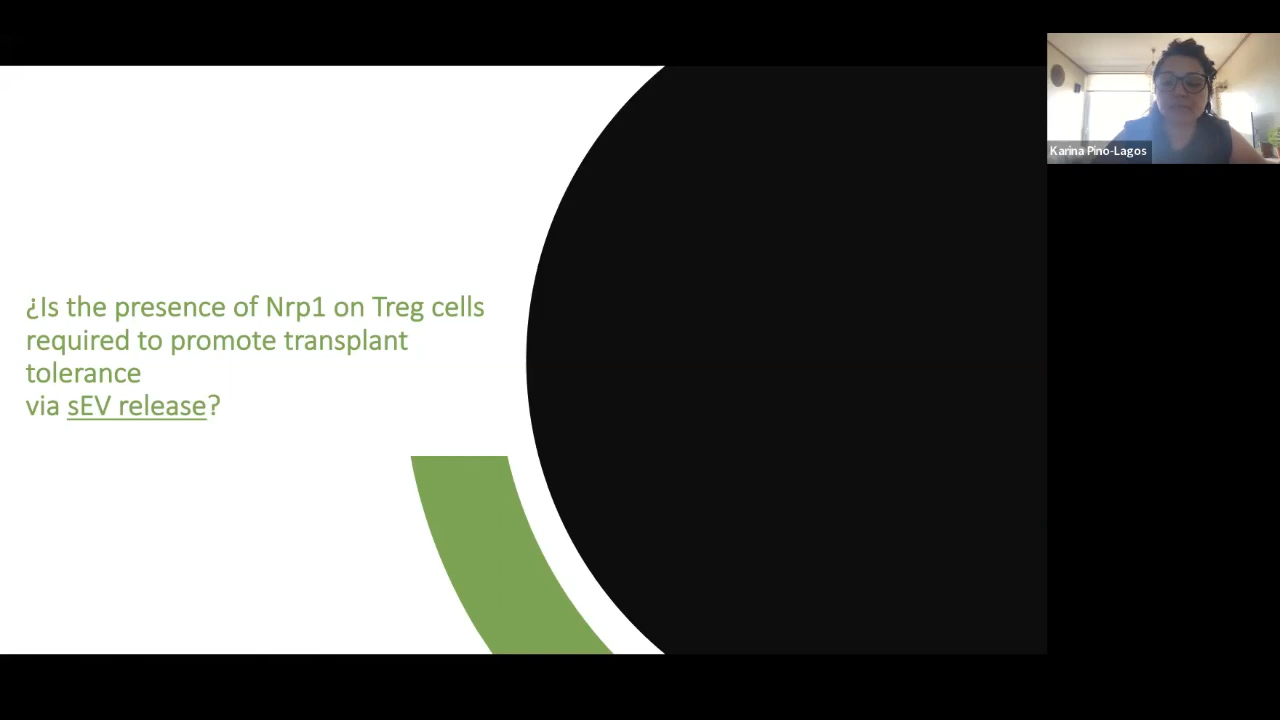 ¿Is the presence of Nrp1 on Treg cells
required to promote transplant
tolerance
via sEV release?
Karina Pino-Lagos